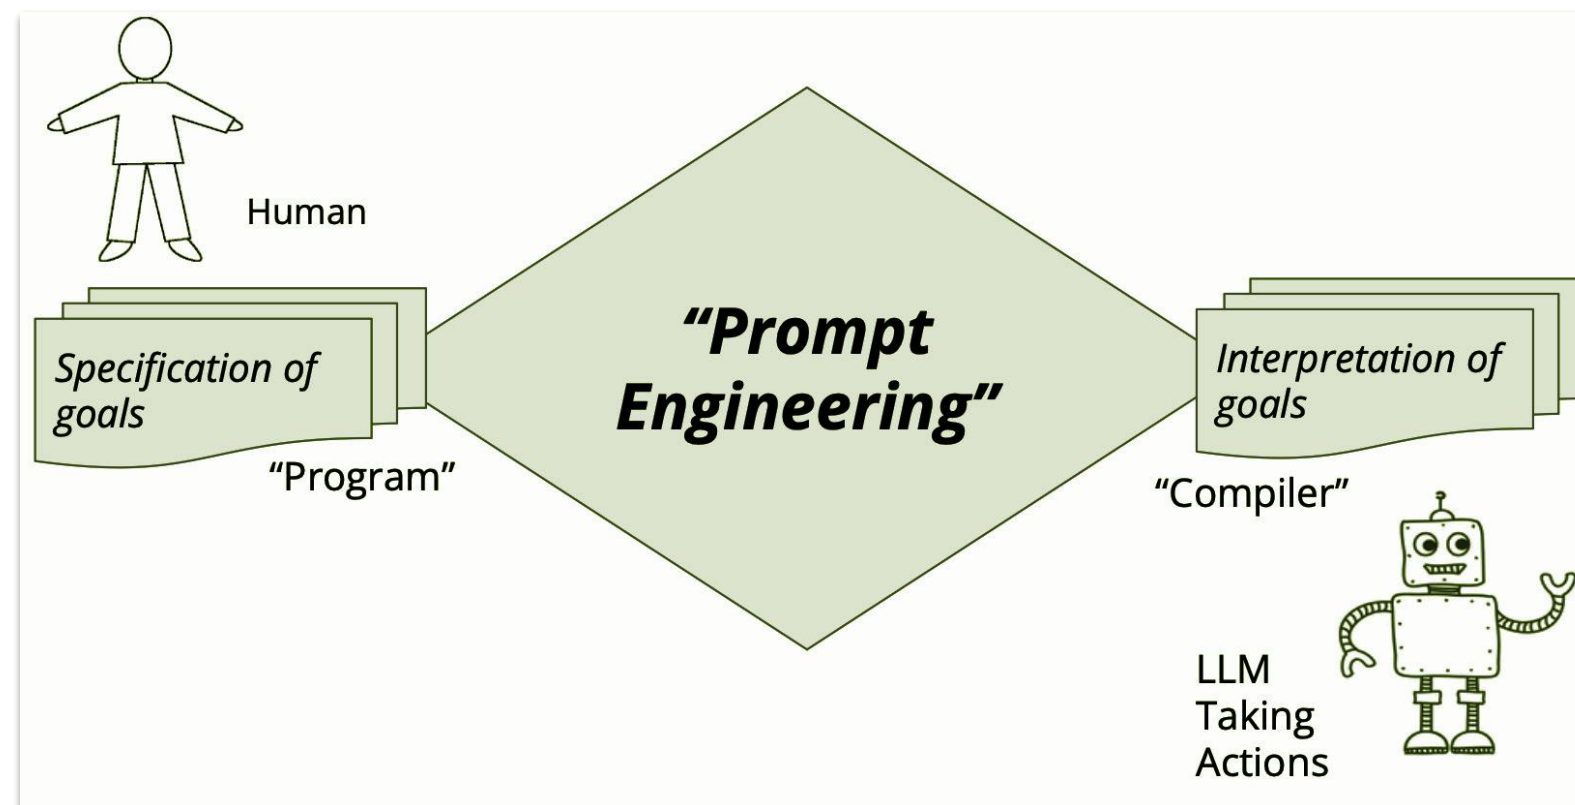 Human
Specification of
goals
“Program”
“Prompt
Engineering”
Interpretation of
goals
“Compiler”
LLM
Taking
Actions